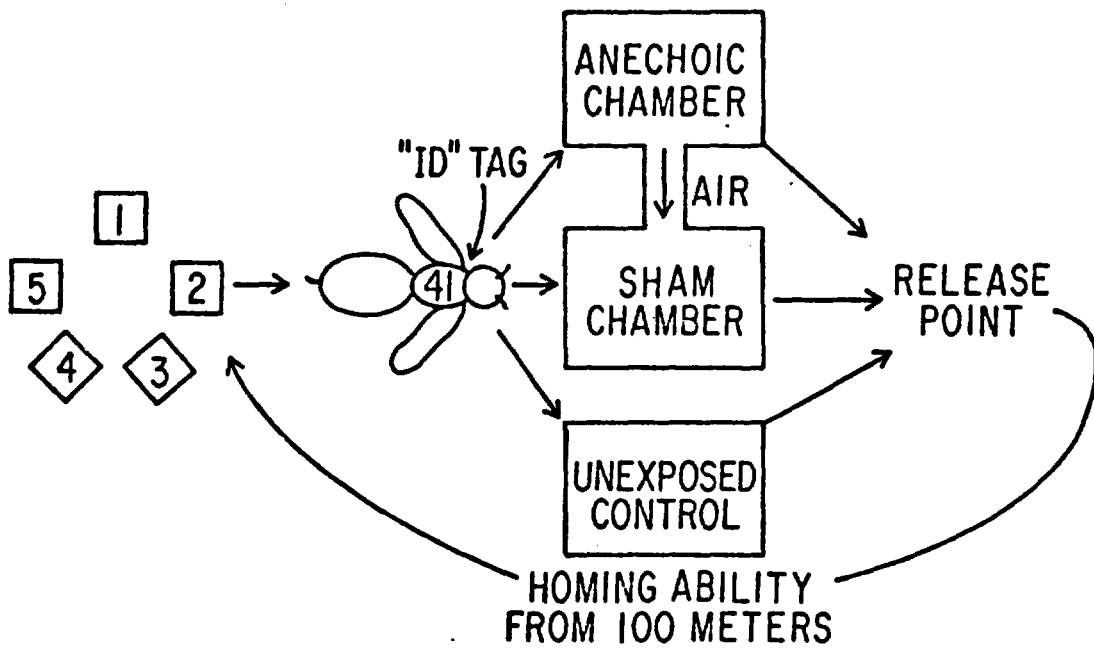 ANECHOIC
CHAMBER
"ID" TAG
AIR
1
5
2
4
3
41
SHAM
CHAMBER
RELEASE
POINT
UNEXPOSED
CONTROL
HOMING ABILITY
FROM 100 METERS